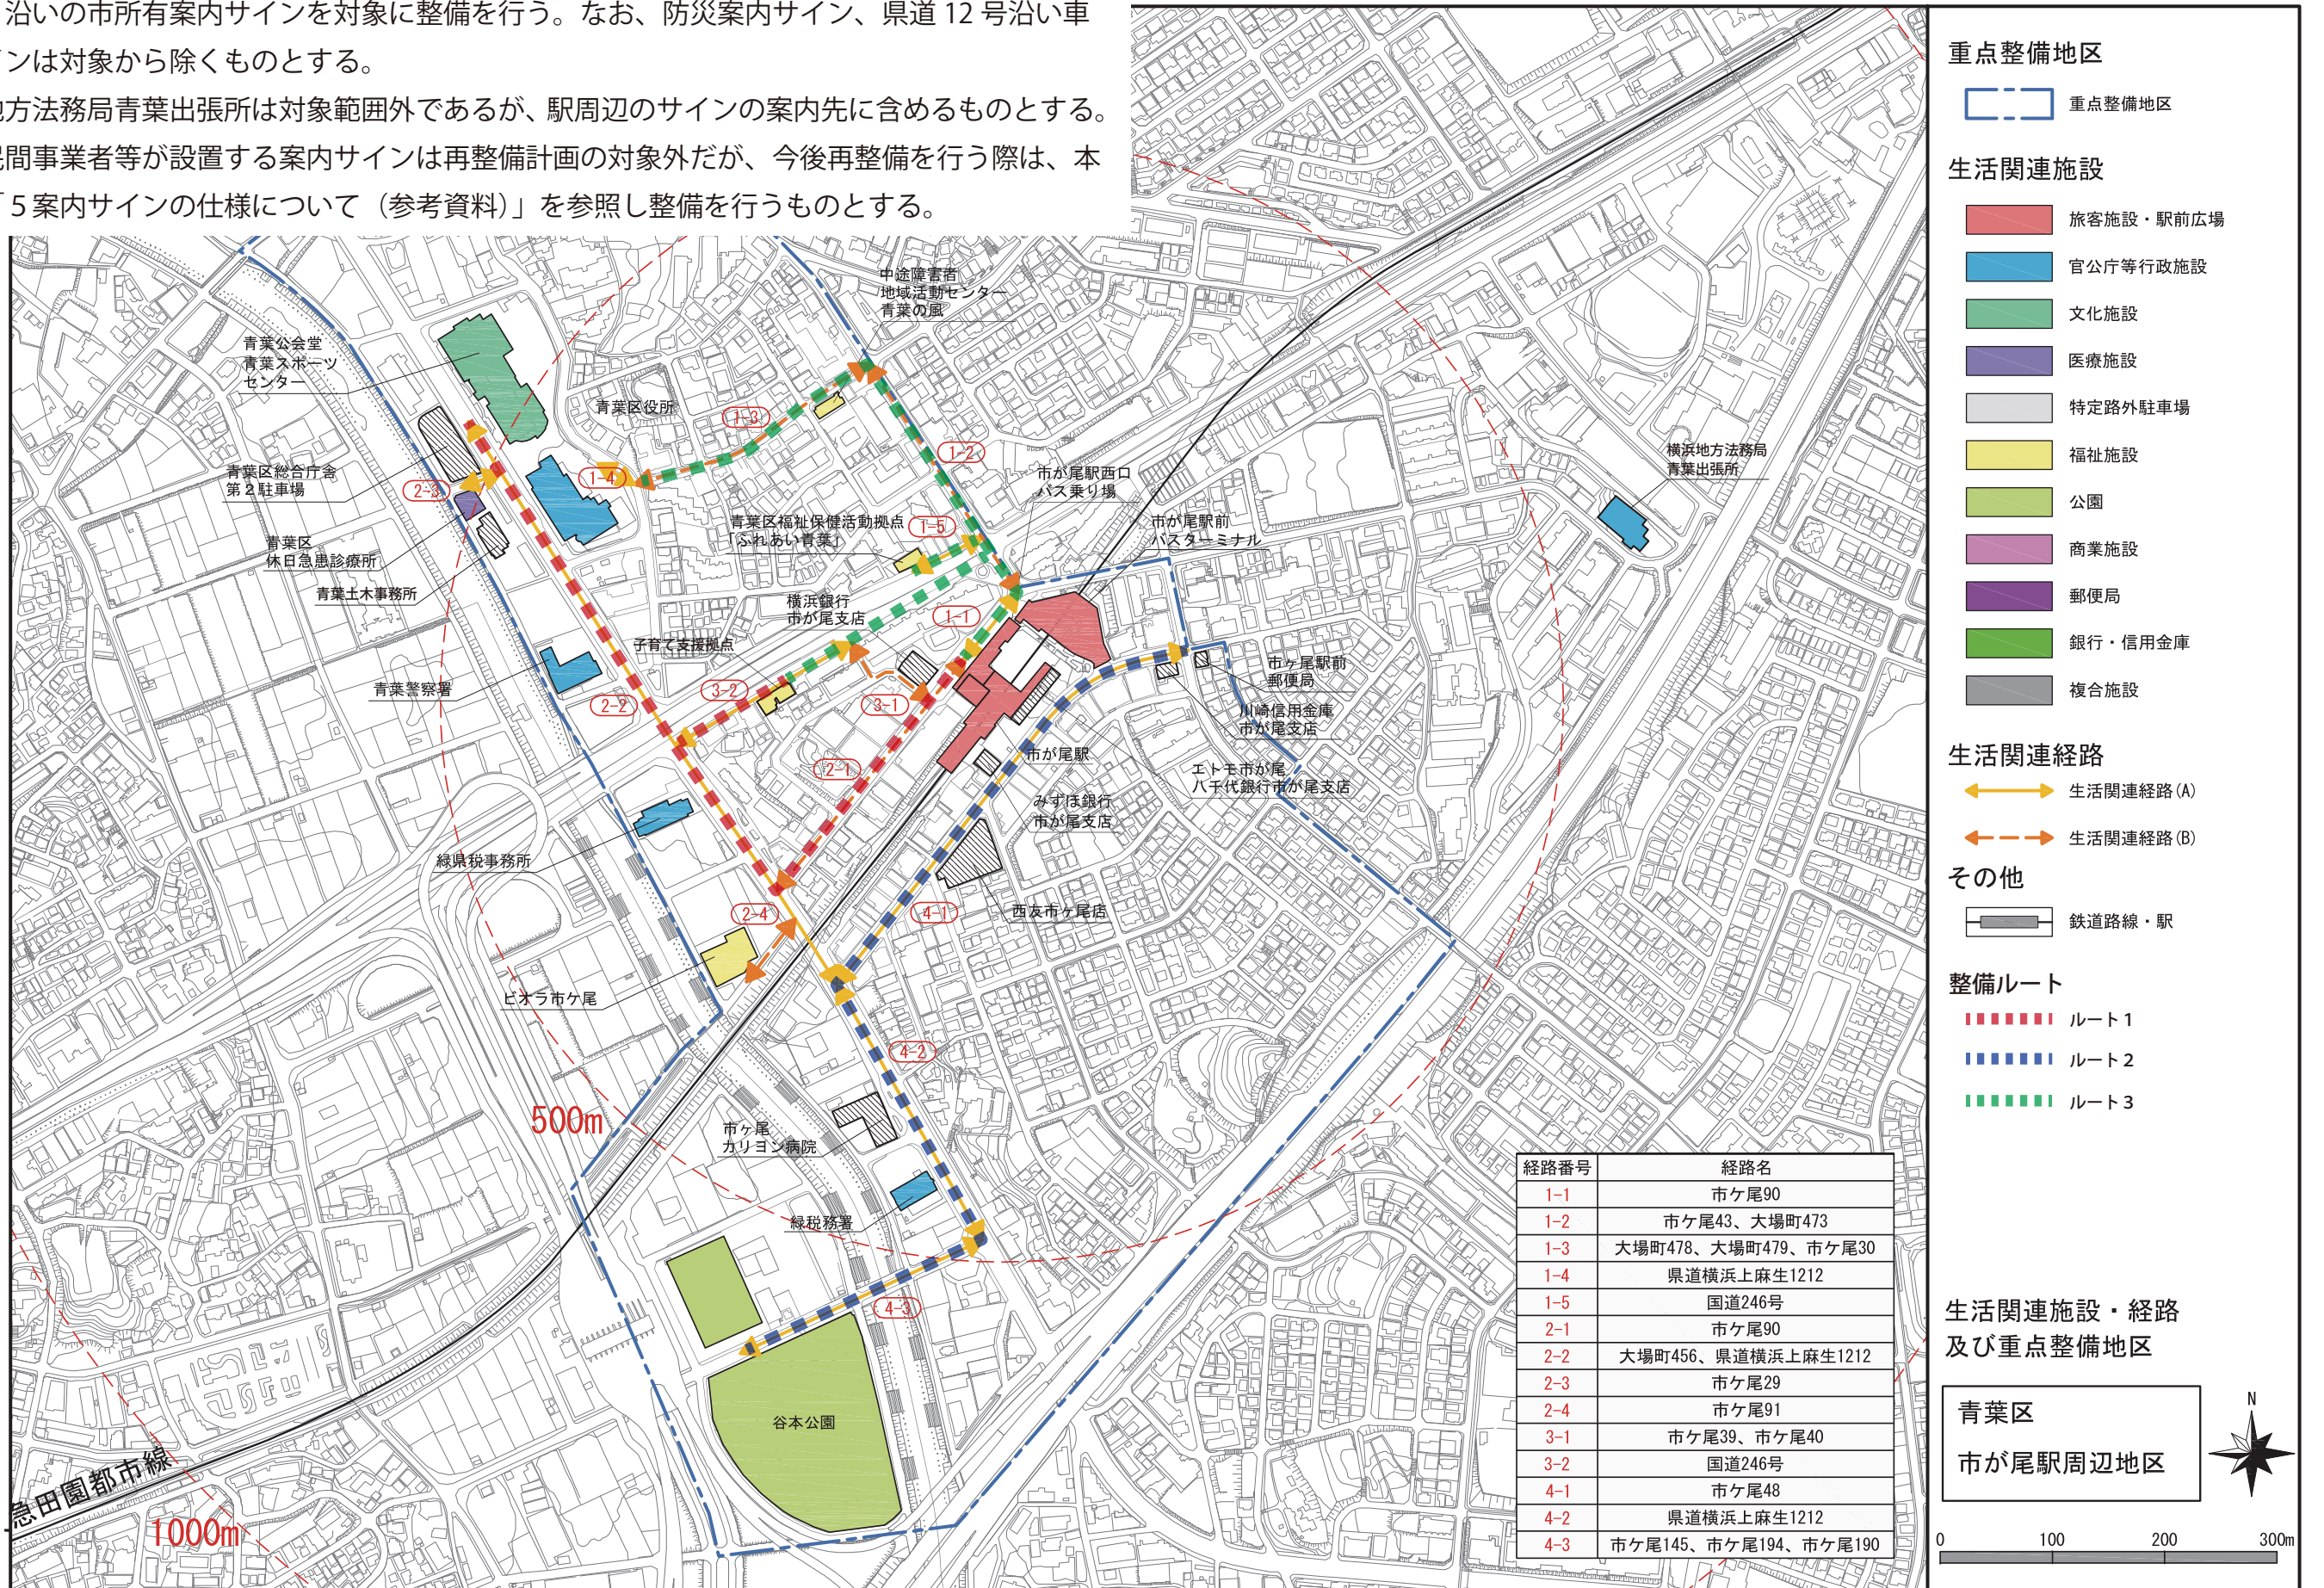 沿いの市所有案内サインを対象に整備を行う。なお、防災案内サイン、県道 12 号沿い車
ンは対象から除くものとする。
方法務局青葉出張所は対象範囲外であるが、駅周辺のサインの案内先に含めるものとする。
間事業者等が設置する案内サインは再整備計画の対象外だが、今後再整備を行う際は、本
「５案内サインの仕様について（参考資料）」を参照し整備を行うものとする。
中途障害者
地域活動センター
青葉の風
青葉公会堂
青葉スポーツ
センター
青葉区役所
1-3
1-2
青葉区総合庁舎
第２駐車場
2-3
1-4
市が尾駅西口
バス乗り場
横浜地方法務局
青葉出張所
青葉区福祉保健活動拠点
「ふれあい青葉」
1-5
市が尾駅前
バスターミナル
青葉区
休日急患診療所
青葉土木事務所
横浜銀行
市が尾支店
1-1
子育て支援拠点
青葉警察署
3-2
2-2
3-1
市ヶ尾駅前
郵便局
川崎信用金庫
市が尾支店
市が尾駅
2-1
エトモ市が尾
八千代銀行市が尾支店
みずほ銀行
市が尾支店
緑県税事務所
2-4
4-1
西友市ヶ尾店
ビオラ市ケ尾
4-2
500m
市ヶ尾
カリヨン病院
緑税務署
4-3
谷本公園
急田園都市線
1000m
経路番号 経路名
1-1 市ケ尾90
1-2 市ケ尾43、大場町473
1-3 大場町478、大場町479、市ケ尾30
1-4 県道横浜上麻生1212
1-5 国道246号
2-1 市ケ尾90
2-2 大場町456、県道横浜上麻生1212
2-3 市ケ尾29
2-4 市ケ尾91
3-1 市ケ尾39、市ケ尾40
3-2 国道246号
4-1 市ケ尾48
4-2 県道横浜上麻生1212
4-3 市ケ尾145、市ケ尾194、市ケ尾190
重点整備地区
重点整備地区
生活関連施設
旅客施設・駅前広場
官公庁等行政施設
文化施設
医療施設
特定路外駐車場
福祉施設
公園
商業施設
郵便局
銀行・信用金庫
複合施設
生活関連経路
生活関連経路(A)
生活関連経路(B)
その他
鉄道路線・駅
整備ルート
ルート１
ルート２
ルート３
生活関連施設・経路
及び重点整備地区
青葉区
市が尾駅周辺地区
N
0 100 200 300m